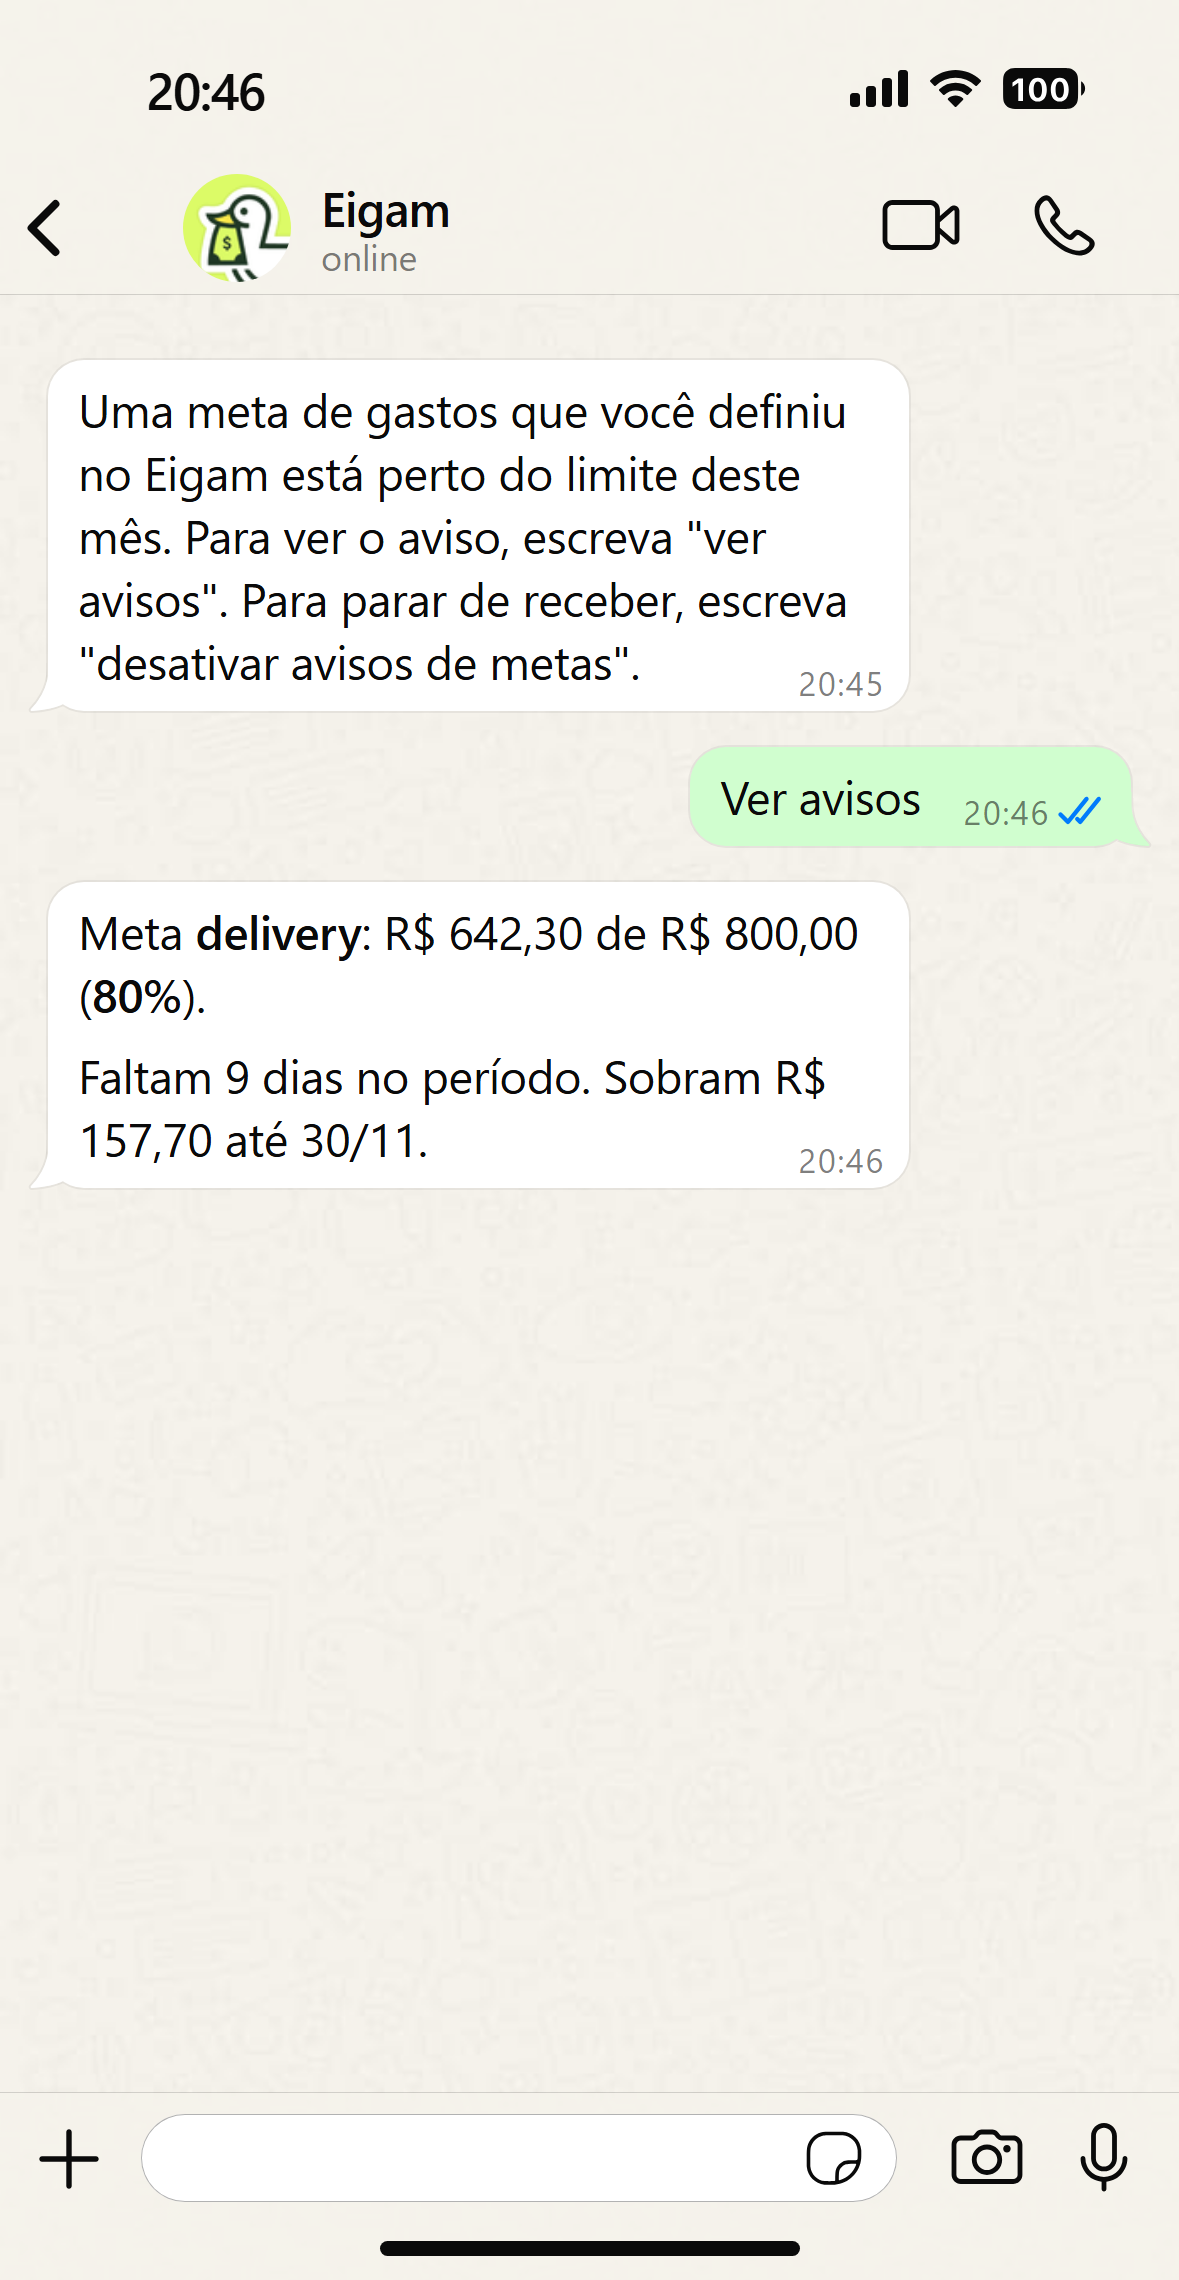 20:46
100
Eigam
online
$
Uma meta de gastos que você definiu
no Eigam está perto do limite deste
mês. Para ver o aviso, escreva "ver
avisos". Para parar de receber, escreva
"desativar avisos de metas".
20:45
Ver avisos
20:46
Meta delivery: R$ 642,30 de R$ 800,00
(80%).
Faltam 9 dias no período. Sobram R$
157,70 até 30/11.
20:46